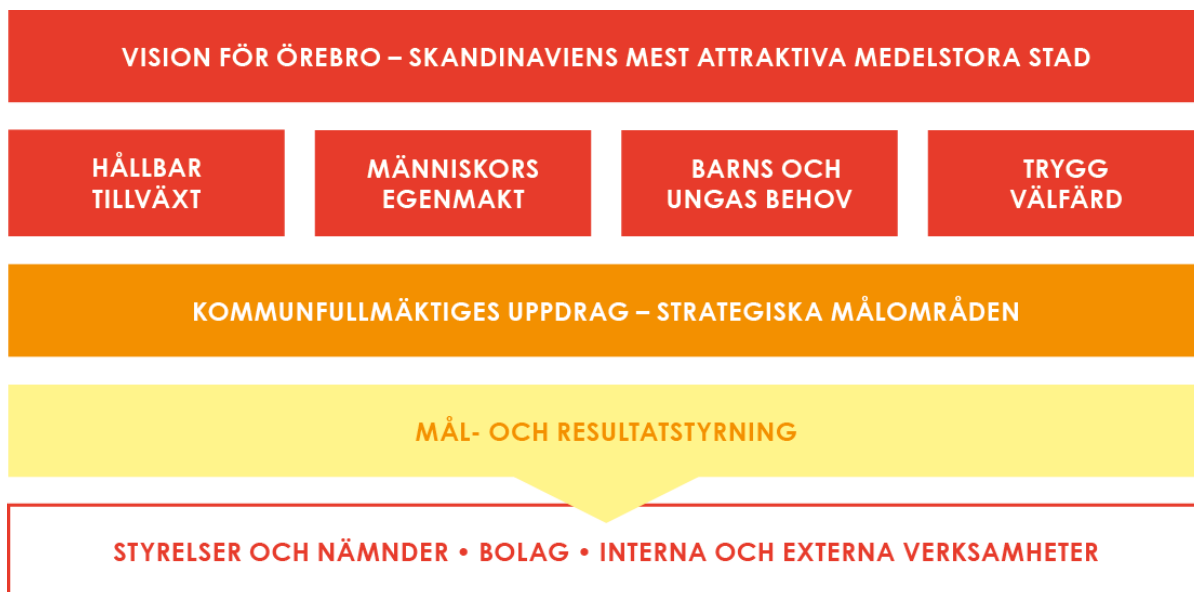 VISION FÖR ÖREBRO – SKANDINAVIENS MEST ATTRAKTIVA MEDELSTORA STAD
HÅLLBAR
TILLVÄXT
MÄNNISKORS
EGENMAKT
BARNS OCH
UNGAS BEHOV
TRYGG
VÄLFÄRD
KOMMUNFULLMÄKTIGES UPPDRAG – STRATEGISKA MÅLOMRÅDEN
MÅL- OCH RESULTATSTYRNING
STYRELSER OCH NÄMNDER • BOLAG • INTERNA OCH EXTERNA VERKSAMHETER